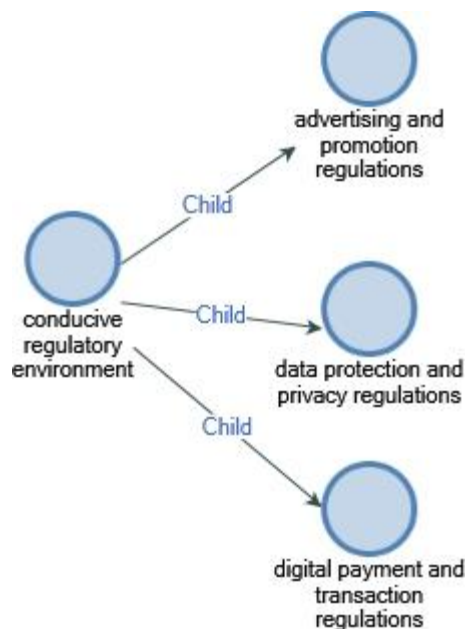 advertising and
promotion
regulations
Child
conducive
regulatory
environment
Child
data protection and
privacy regulations
Child
digital payment and
transaction
regulations